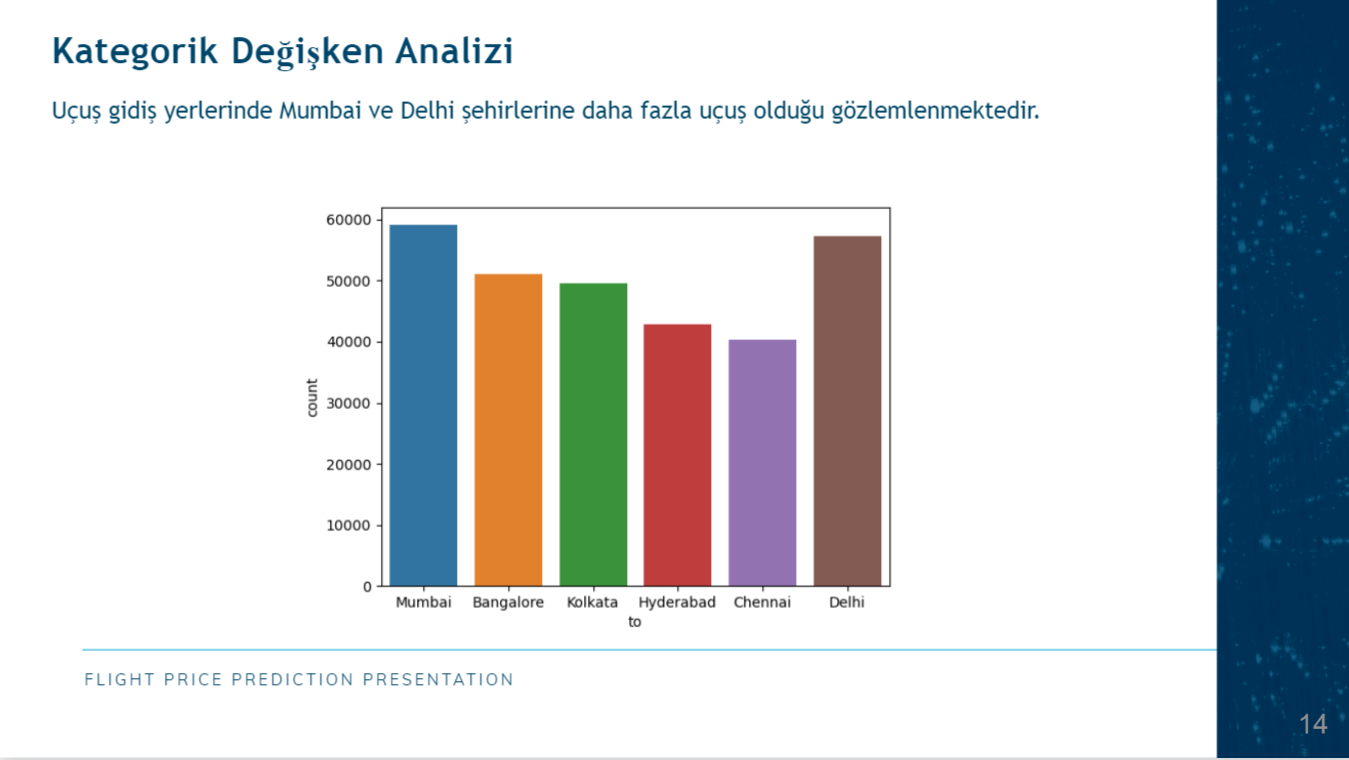 Kategorik Değişken Analizi
Uçuş gidiş yerlerinde Mumbai ve Delhi şehirlerine daha fazla uçuş olduğu gözlemlenmektedir.
60000
50000
40000
30000
20000
10000
0
count
Mumbai Bangalore Kolkata Hyderabad Chennai Delhi
to
FLIGHT PRICE PREDICTION PRESENTATION
14